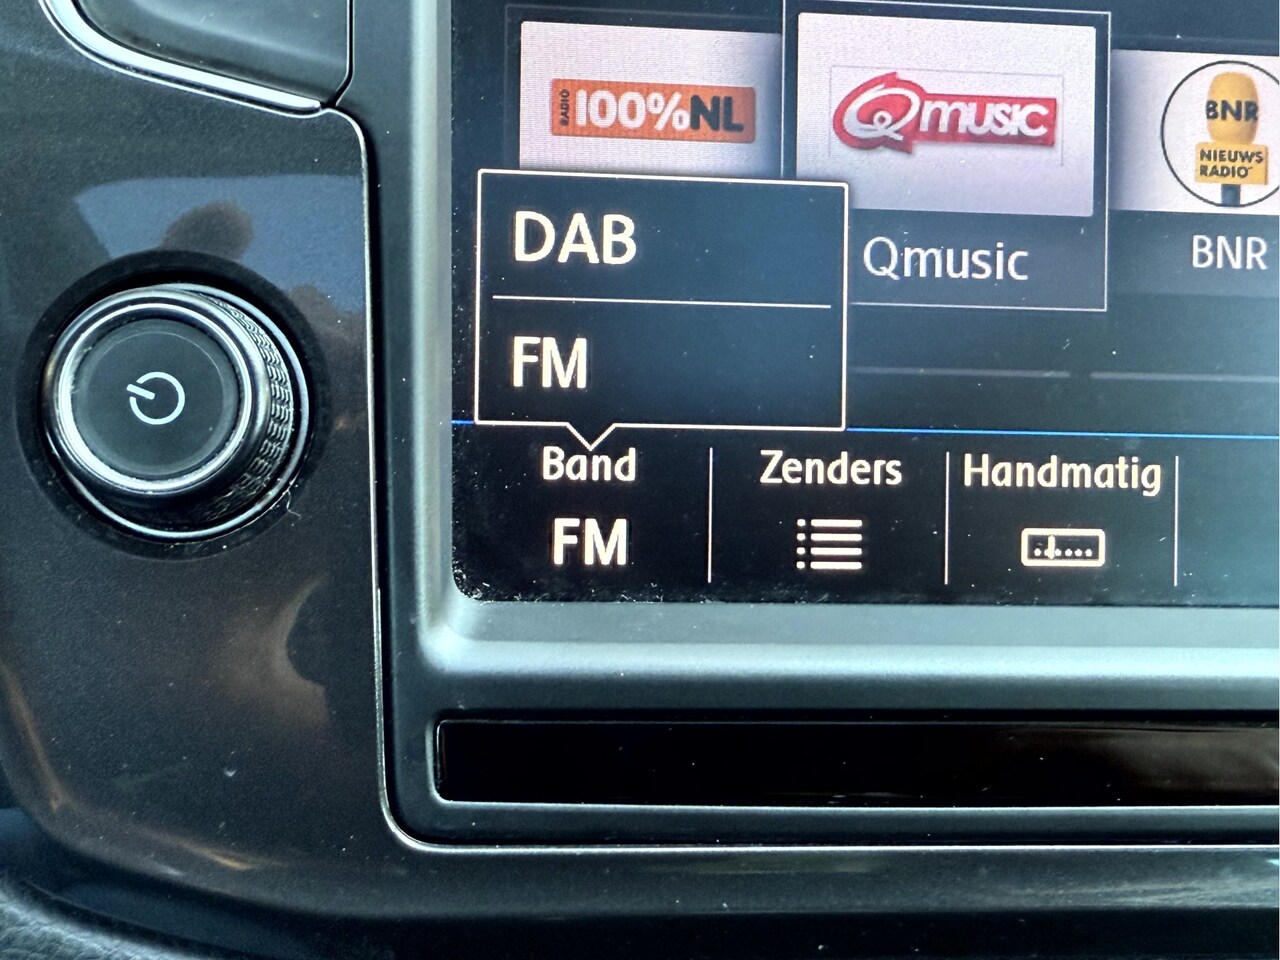 RADIO 100%NL
Qmusic
BNR
NIEUWS
RADIO
DAB
Qmusic
BNR
FM
Band
Zenders
Handmatig
FM